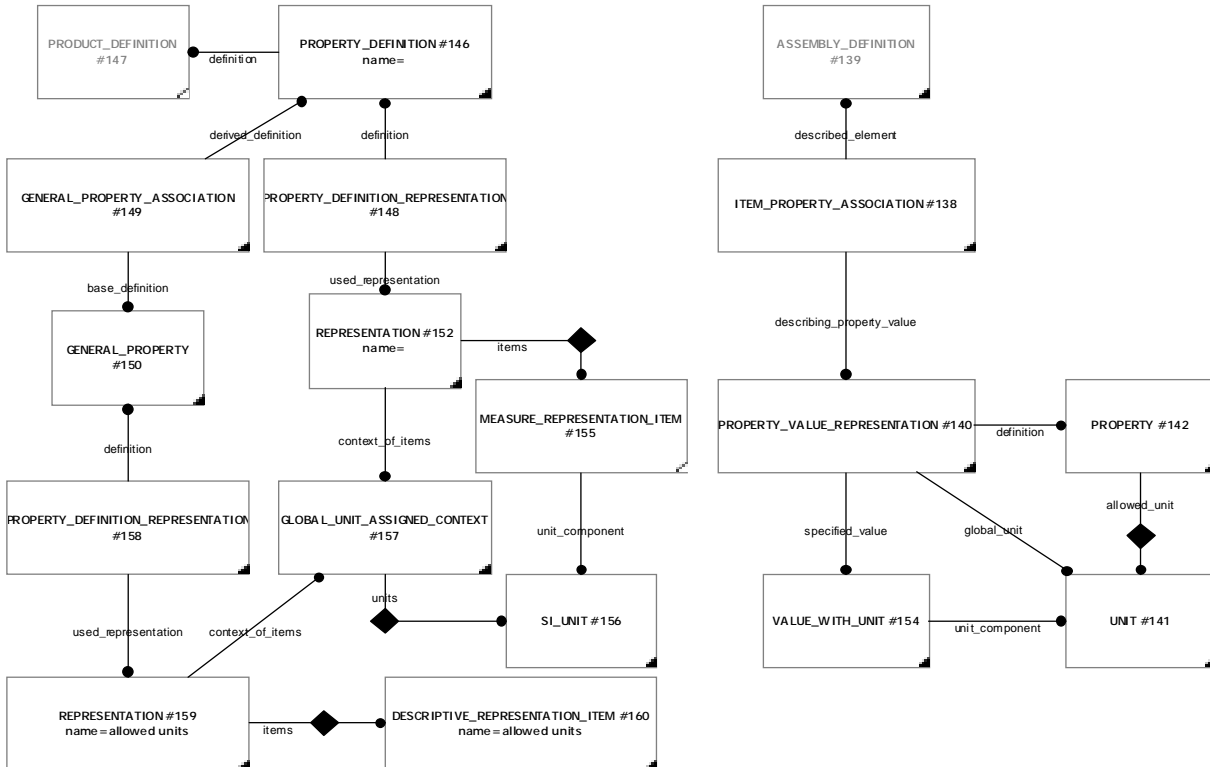 PRODUCT_DEFINITION
#147
definition
PROPERTY_DEFINITION #146
name=
ASSEMBLY_DEFINITION
#139
derived_definition
definition
described_element
GENERAL_PROPERTY_ASSOCIATION
#149
PROPERTY_DEFINITION_REPRESENTATION
#148
ITEM_PROPERTY_ASSOCIATION #138
base_definition
used_representation
describing_property_value
GENERAL_PROPERTY
#150
REPRESENTATION #152
name=
items
MEASURE_REPRESENTATION_ITEM
#155
PROPERTY_VALUE_REPRESENTATION #140
definition
PROPERTY #142
definition
context_of_items
allowed_unit
PROPERTY_DEFINITION_REPRESENTATION
#158
GLOBAL_UNIT_ASSIGNED_CONTEXT
#157
unit_component
specified_value
global_unit
units
used_representation
context_of_items
SI_UNIT #156
VALUE_WITH_UNIT #154
unit_component
UNIT #141
REPRESENTATION #159
name=allowed units
items
DESCRIPTIVE_REPRESENTATION_ITEM #160
name=allowed units